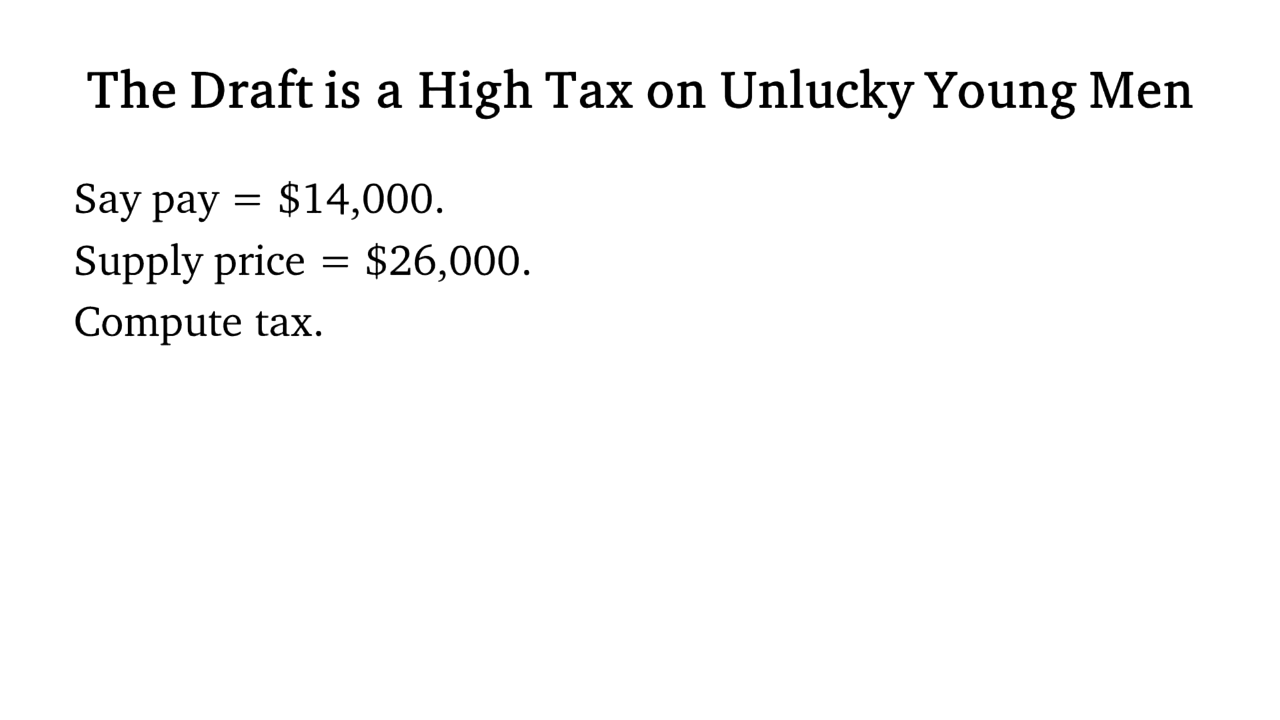 The Draft is a High Tax on Unlucky Young Men
Say pay = $14,000.
Supply price = $26,000.
Compute tax.